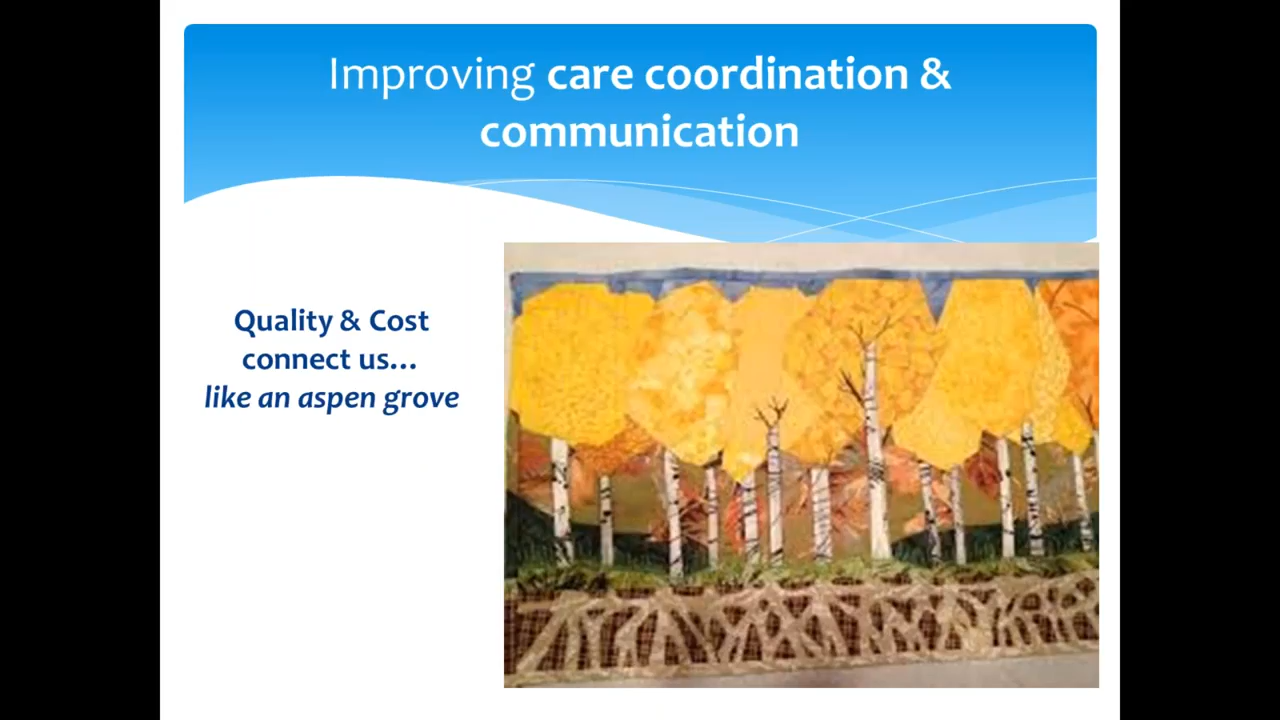 Improving care coordination &
communication
Quality & Cost
connect us...
like an aspen grove